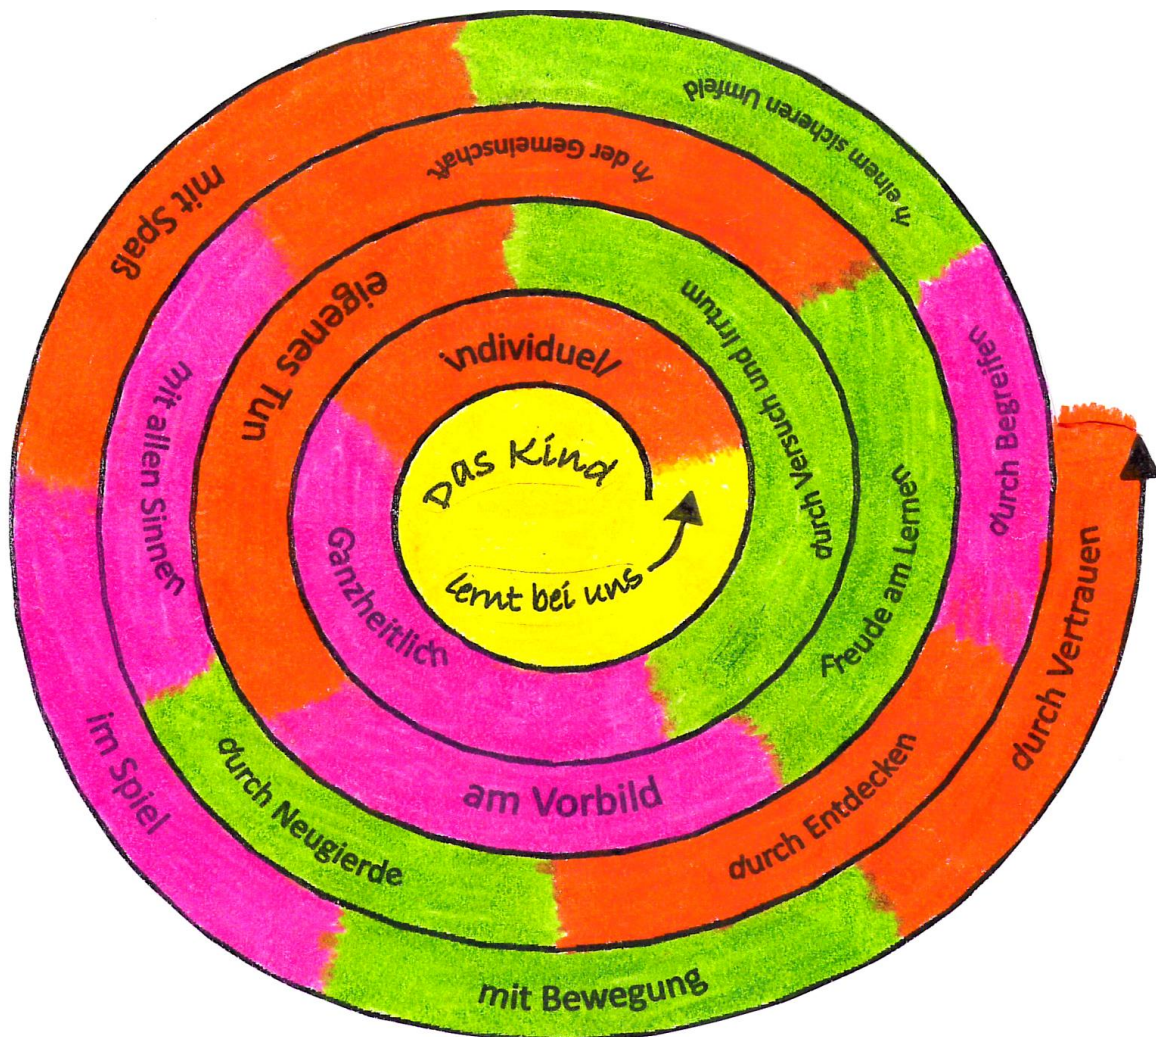 Das Kind
lernt bei uns
individuell
Ganzheitlich
durch Versuch und Irrtum
eigenes Tun
am Vorbild
Freude am Lernen
in der Gemeinschaft
mit allen Sinnen
durch Neugierde
durch Entdecken
durch Begreifen
in einem sicheren Umfeld
mit Spaß
im Spiel
mit Bewegung
durch Vertrauen